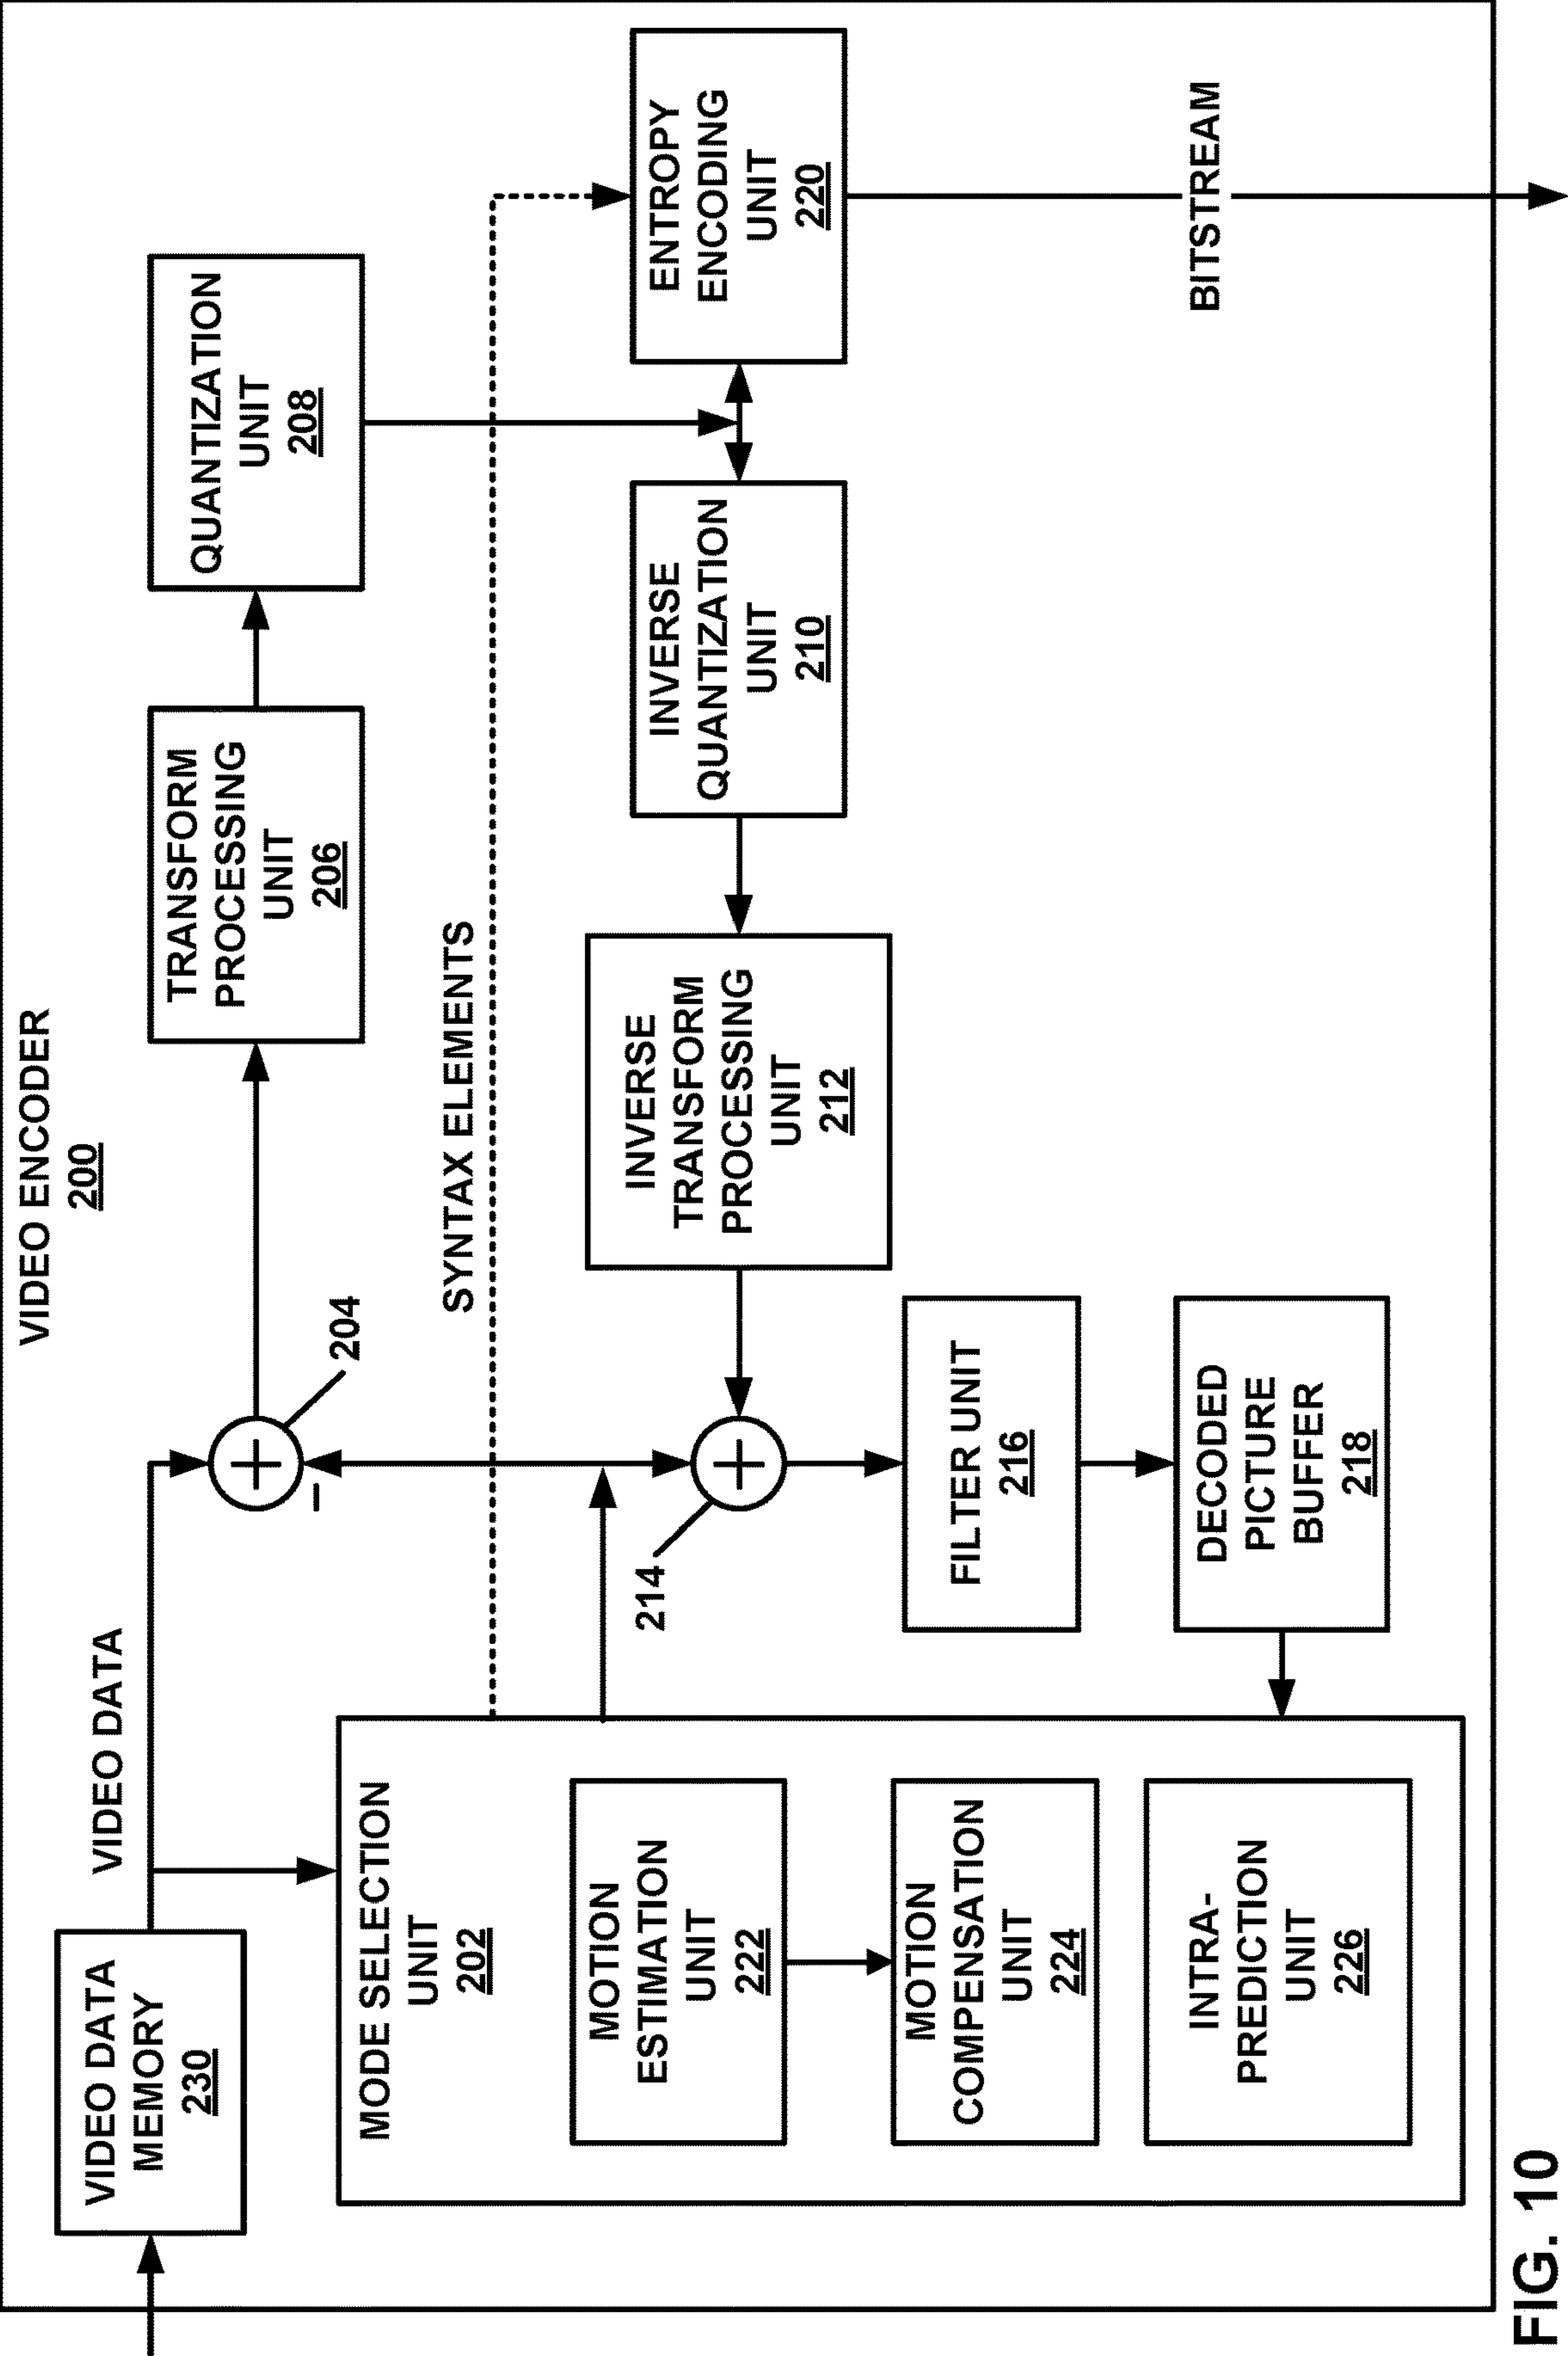 VIDEO ENCODER
200
VIDEO DATA
MEMORY
230
VIDEO DATA
204
–
TRANSFORM
PROCESSING
UNIT
206
QUANTIZATION
UNIT
208
SYNTAX ELEMENTS
MODE SELECTION
UNIT
202
MOTION
ESTIMATION
UNIT
222
MOTION
COMPENSATION
UNIT
224
INTRA-
PREDICTION
UNIT
226
214
INVERSE
TRANSFORM
PROCESSING
UNIT
212
INVERSE
QUANTIZATION
UNIT
210
ENTROPY
ENCODING
UNIT
220
FILTER UNIT
216
DECODED
PICTURE
BUFFER
218
BITSTREAM
FIG. 10